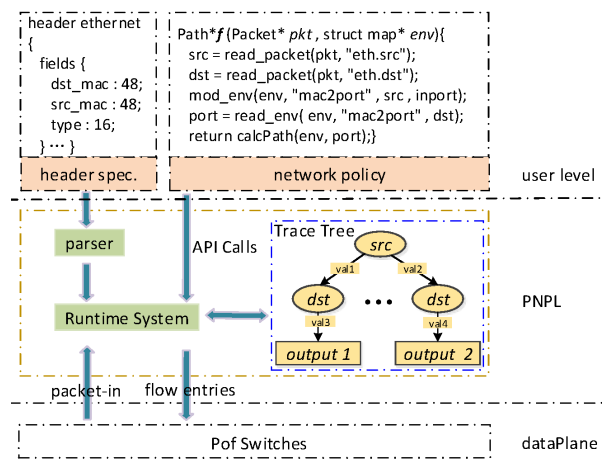 header ethernet
{
fields {
dst_mac : 48;
src_mac : 48;
type : 16;
} ··· }
header spec.
Path*f (Packet* pkt , struct map* env){
src = read_packet(pkt, "eth.src");
dst = read_packet(pkt, "eth.dst");
mod_env(env, "mac2port" , src , inport);
port = read_env( env, "mac2port" , dst);
return calcPath(env, port);}
network policy
user level
parser
API Calls
Runtime System
Trace Tree
src
val1
val2
dst
•••
dst
val3
val4
output 1
output 2
PNPL
packet-in
flow entries
Pof Switches
dataPlane